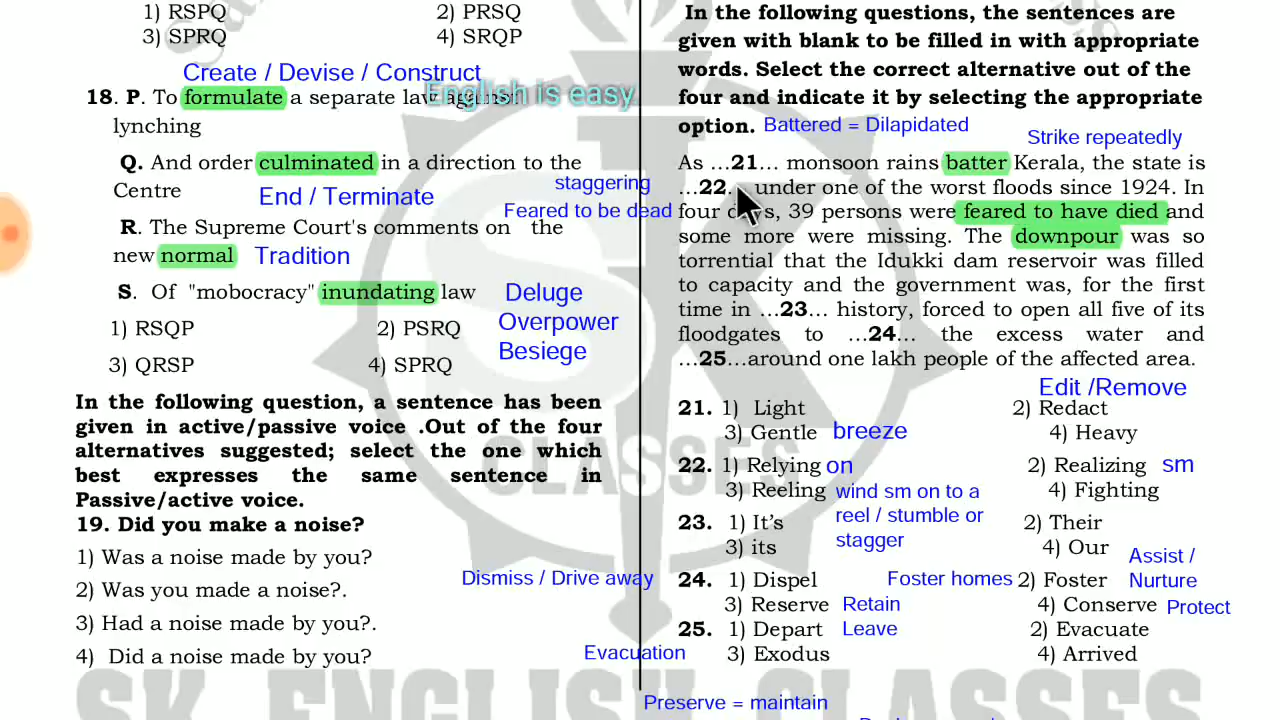 1) RSPQ 2) PRSQ
3) SPRQ 4) SRQP
Create / Devise / Construct
English is easy
18. P. To formulate a separate law against
lynching
Q. And order culminated in a direction to the
Centre
End / Terminate
staggering
Feared to be dead
R. The Supreme Court's comments on the
new normal Tradition
S. Of "mobocracy" inundating law
Deluge
Overpower
Besiege
1) RSQP 2) PSRQ
3) QRSP 4) SPRQ
In the following question, a sentence has been
given in active/passive voice .Out of the four
alternatives suggested; select the one which
best expresses the same sentence in
Passive/active voice.
19. Did you make a noise?
1) Was a noise made by you?
2) Was you made a noise?.
3) Had a noise made by you?.
4) Did a noise made by you?
Dismiss / Drive away
Evacuation
In the following questions, the sentences are
given with blank to be filled in with appropriate
words. Select the correct alternative out of the
four and indicate it by selecting the appropriate
option. Battered = Dilapidated
Strike repeatedly
As ...21... monsoon rains batter Kerala, the state is
...22. under one of the worst floods since 1924. In
four days, 39 persons were feared to have died and
some more were missing. The downpour was so
torrential that the Idukki dam reservoir was filled
to capacity and the government was, for the first
time in ...23... history, forced to open all five of its
floodgates to ...24... the excess water and
...25...around one lakh people of the affected area.
Edit /Remove
21. 1) Light 2) Redact
3) Gentle breeze 4) Heavy
22. 1) Relying on 2) Realizing sm
3) Reeling wind sm on to a
reel / stumble or
stagger
4) Fighting
23. 1) It's 2) Their
3) its 4) Our
Assist /
Nurture
24. 1) Dispel Foster homes 2) Foster
3) Reserve Retain 4) Conserve Protect
25. 1) Depart Leave 2) Evacuate
3) Exodus 4) Arrived
Preserve = maintain
SK
CLASSES
SK ENGLISH CLASSES